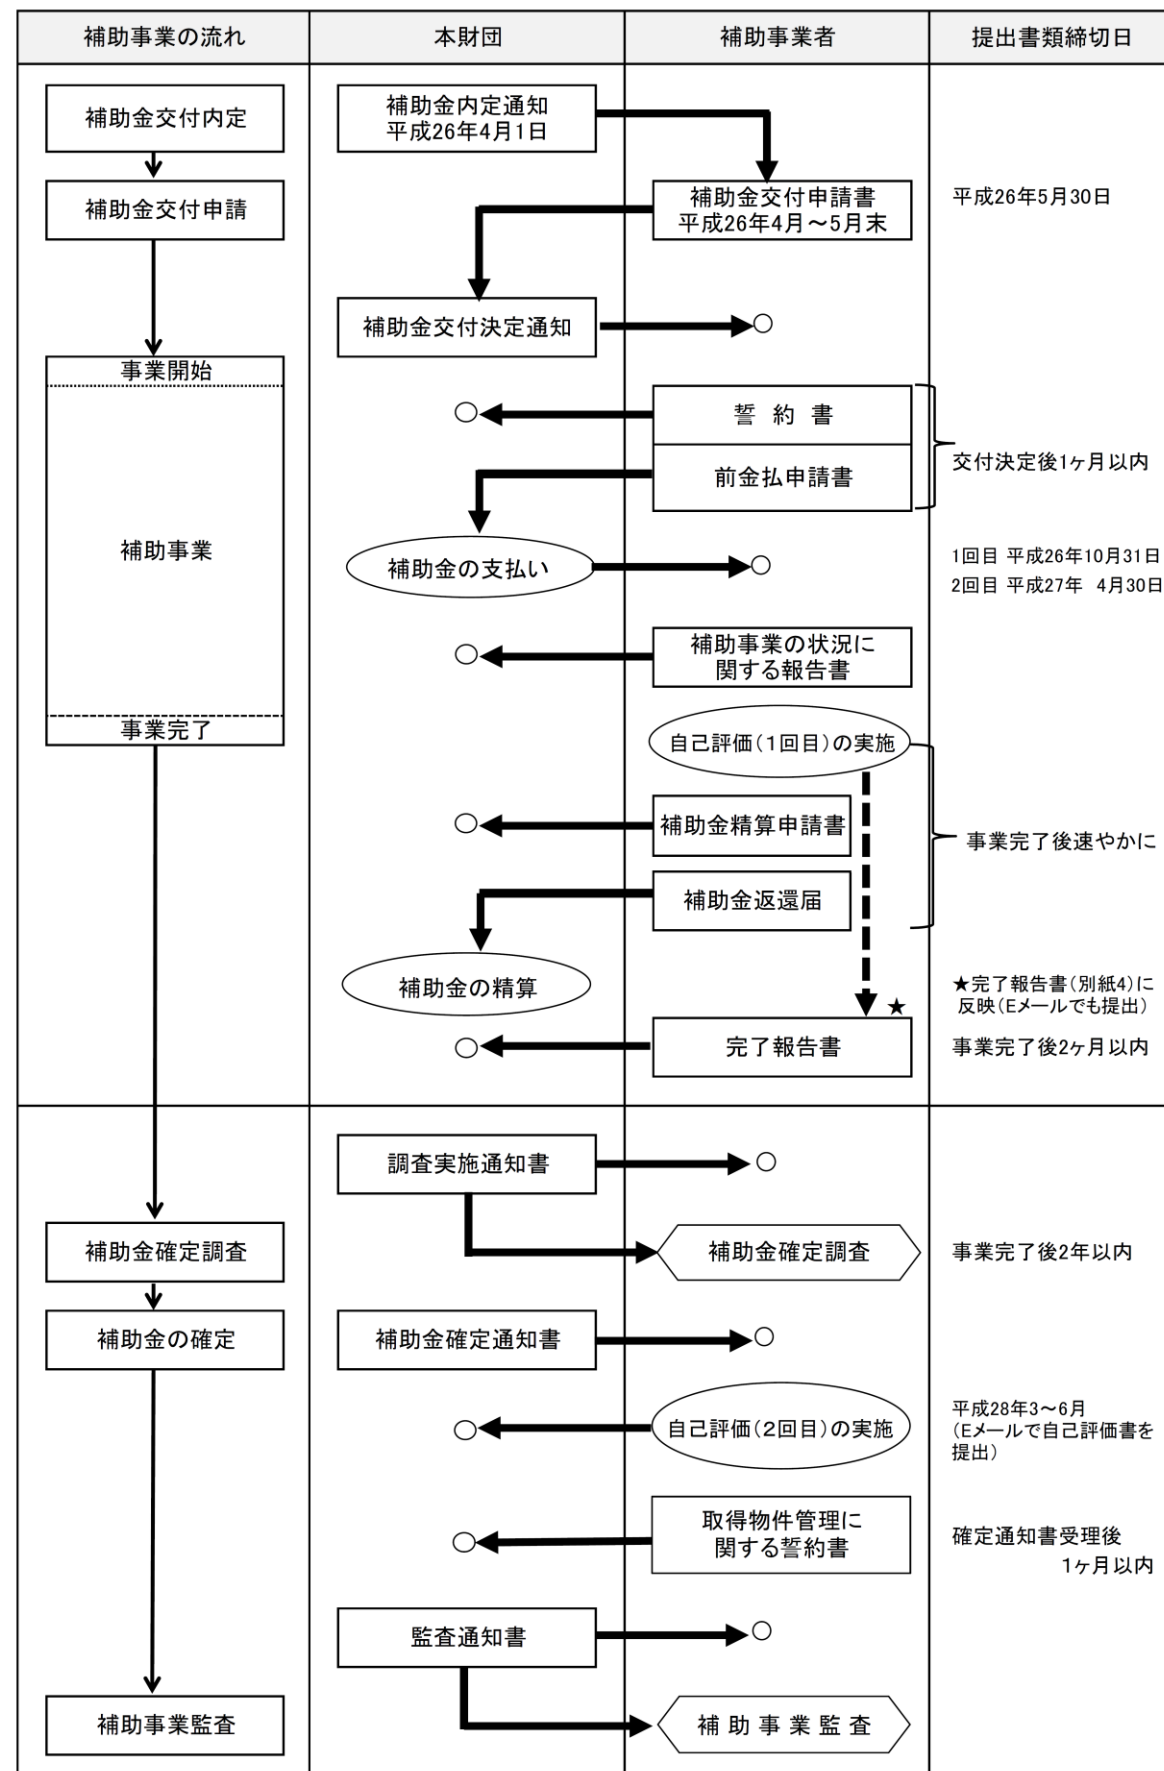 補助事業の流れ
本財団
補助事業者
提出書類締切日
補助金交付内定
補助金内定通知
平成26年4月1日
補助金交付申請
補助金交付申請書
平成26年4月～5月末
平成26年5月30日
補助金交付決定通知
○
事業開始
○
誓 約 書
前金払申請書
交付決定後1ヶ月以内
補助事業
補助金の支払い
○
1回目 平成26年10月31日
2回目 平成27年 4月30日
○
補助事業の状況に
関する報告書
事業完了
自己評価(1回目)の実施
○
補助金精算申請書
事業完了後速やかに
補助金返還届
補助金の精算
★完了報告書(別紙4)に
反映(Eメールでも提出)
★
○
完了報告書
事業完了後2ヶ月以内
調査実施通知書
○
補助金確定調査
補助金確定調査
事業完了後2年以内
補助金の確定
補助金確定通知書
○
○
自己評価(2回目)の実施
平成28年3～6月
(Eメールで自己評価書を
提出)
○
取得物件管理に
関する誓約書
確定通知書受理後
1ヶ月以内
監査通知書
○
補助事業監査
補 助 事 業 監 査